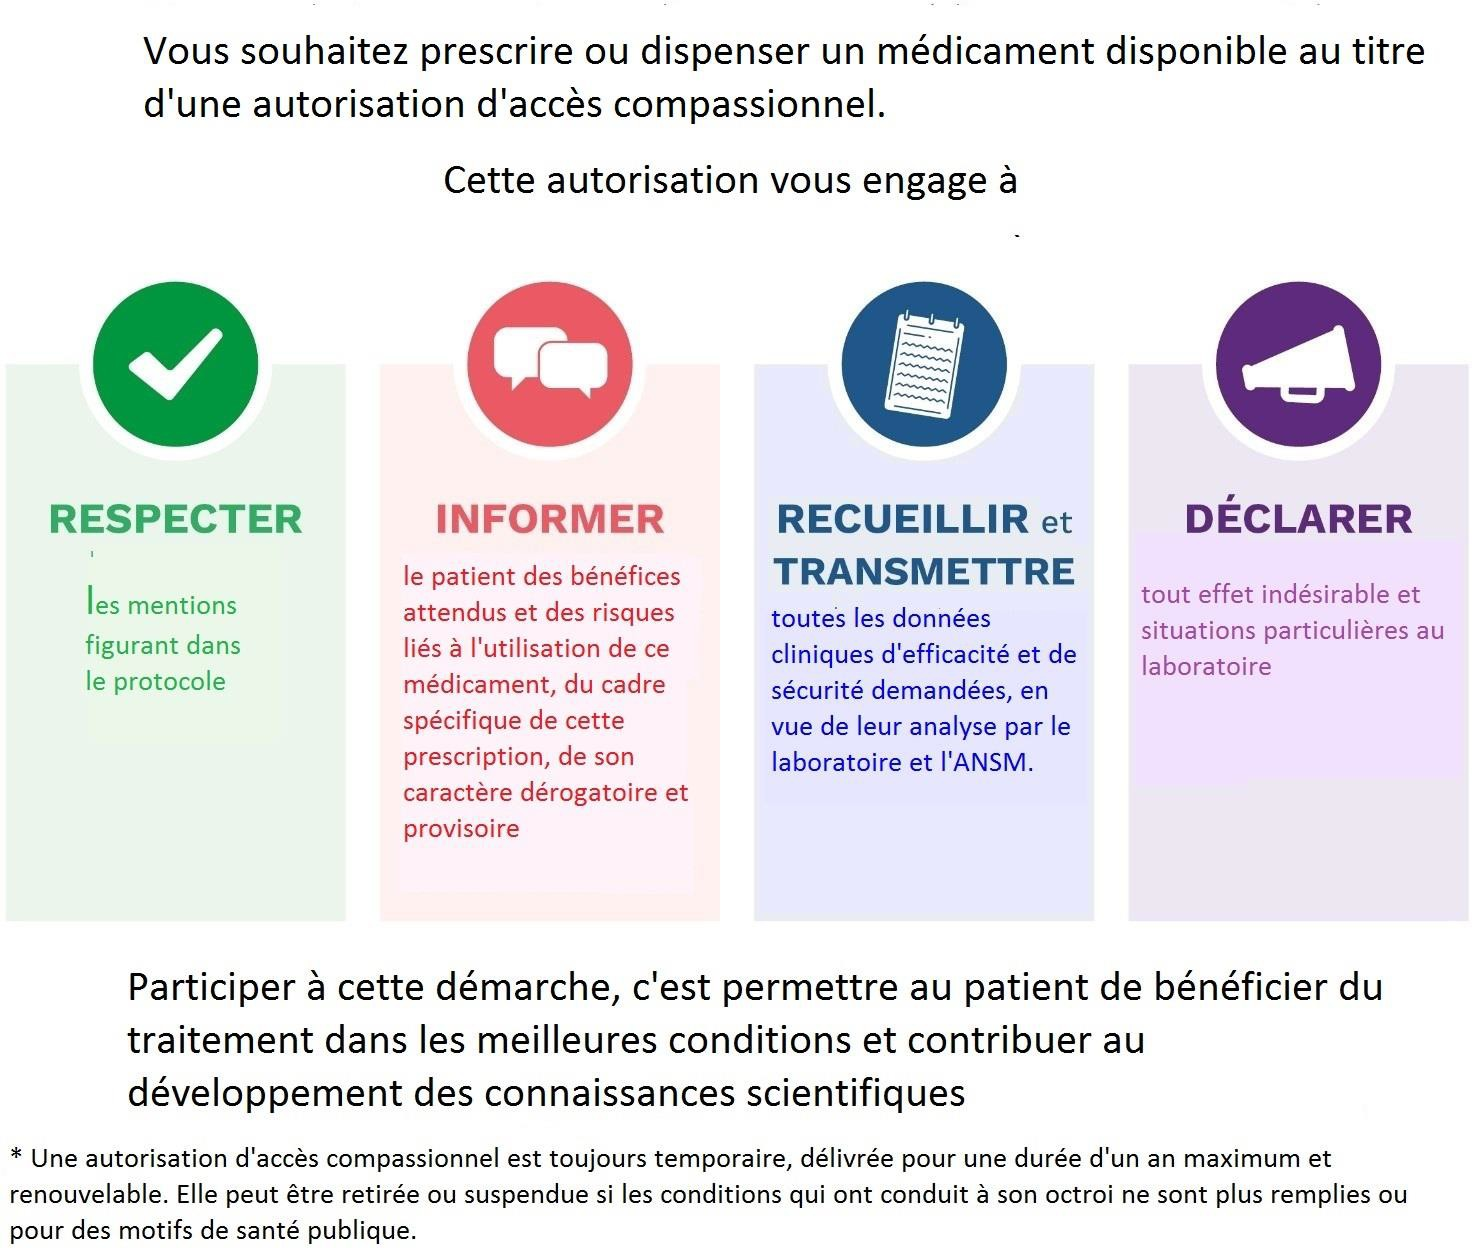 Vous souhaitez prescrire ou dispenser un médicament disponible au titre
d'une autorisation d'accès compassionnel.
Cette autorisation vous engage à
RESPECTER
les mentions
figurant dans
le protocole
INFORMER
le patient des bénéfices
attendus et des risques
liés à l'utilisation de ce
médicament, du cadre
spécifique de cette
prescription, de son
caractère dérogatoire et
provisoire
RECUEILLIR et
TRANSMETTRE
toutes les données
cliniques d'efficacité et de
sécurité demandées, en
vue de leur analyse par le
laboratoire et l'ANSM.
DÉCLARER
tout effet indésirable et
situations particulières au
laboratoire
Participer à cette démarche, c'est permettre au patient de bénéficier du
traitement dans les meilleures conditions et contribuer au
développement des connaissances scientifiques
* Une autorisation d'accès compassionnel est toujours temporaire, délivrée pour une durée d'un an maximum et
renouvelable. Elle peut être retirée ou suspendue si les conditions qui ont conduit à son octroi ne sont plus remplies ou
pour des motifs de santé publique.